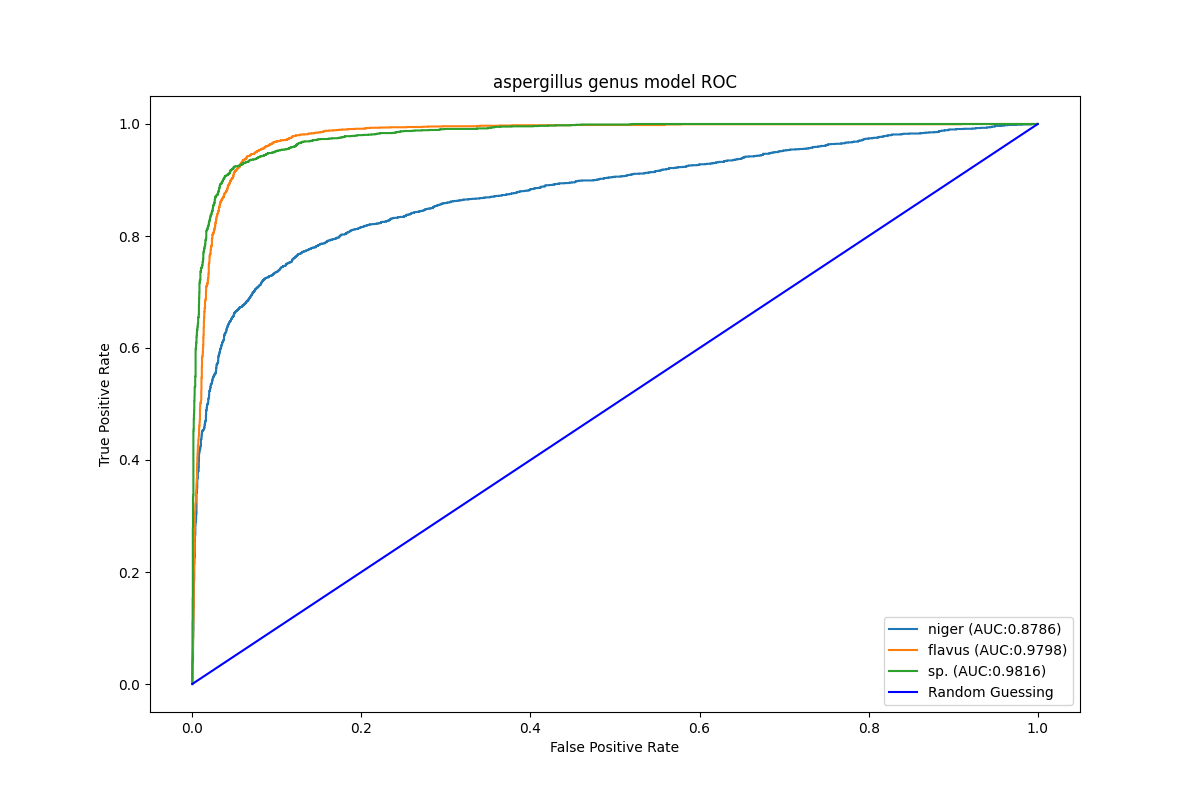 aspergillus genus model ROC
True Positive Rate
1.0
0.8
0.6
0.4
0.2
0.0
0.0 0.2 0.4 0.6 0.8 1.0
False Positive Rate
niger (AUC:0.8786)
flavus (AUC:0.9798)
sp. (AUC:0.9816)
Random Guessing